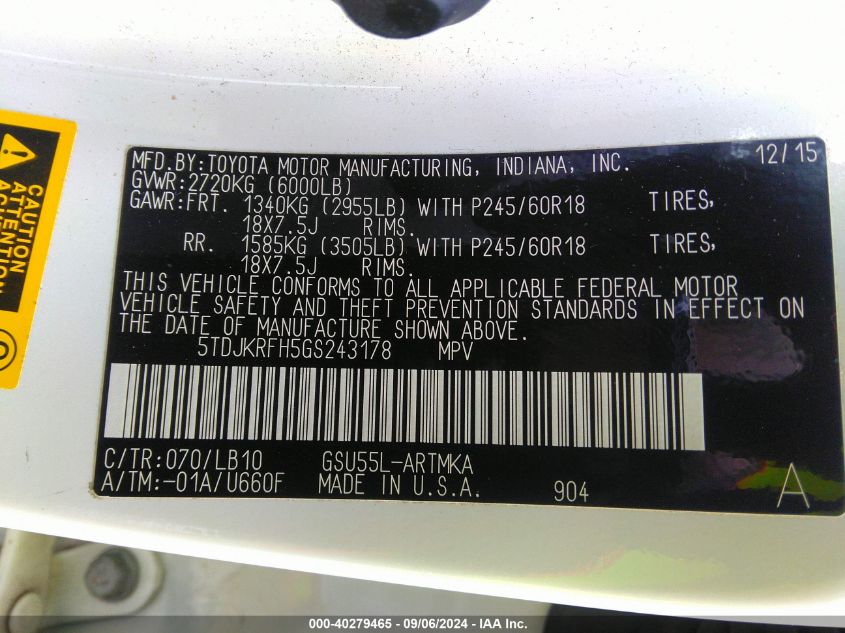 CAUTION
ATTENTION
MFD.BY:TOYOTA MOTOR MANUFACTURING, INDIANA, INC. 12/15
GVWR:2720KG (6000LB)
GAWR:FRT. 1340KG (2955LB) WITH P245/60R18 TIRES,
18X7.5J RIMS.
RR. 1585KG (3505LB) WITH P245/60R18 TIRES,
18X7.5J RIMS.
THIS VEHICLE CONFORMS TO ALL APPLICABLE FEDERAL MOTOR
VEHICLE SAFETY AND THEFT PREVENTION STANDARDS IN EFFECT ON
THE DATE OF MANUFACTURE SHOWN ABOVE.
5TDJKRFH5GS243178 MPV
C/TR:070/LB10 GSU55L-ARTMKA
A/TM:-01A/U660F MADE IN U.S.A. 904 A
000-40279465 - 09/06/2024 - IAA Inc.